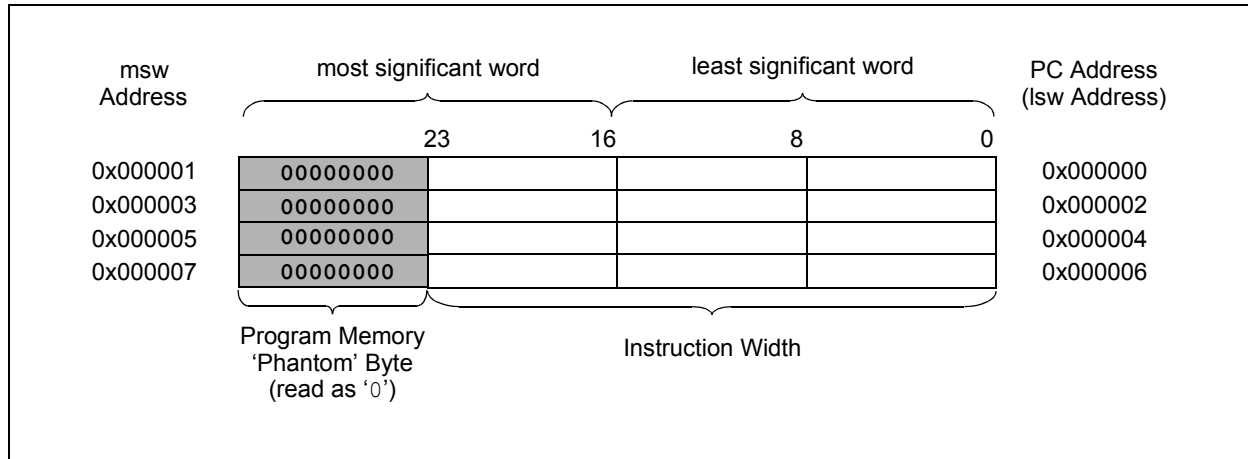 msw
Address
most significant word
least significant word
PC Address
(lsw Address)
23
16
8
0
0x000001
00000000
0x000000
0x000003
00000000
0x000002
0x000005
00000000
0x000004
0x000007
00000000
0x000006
Program Memory
‘Phantom’ Byte
(read as ‘0’)
Instruction Width